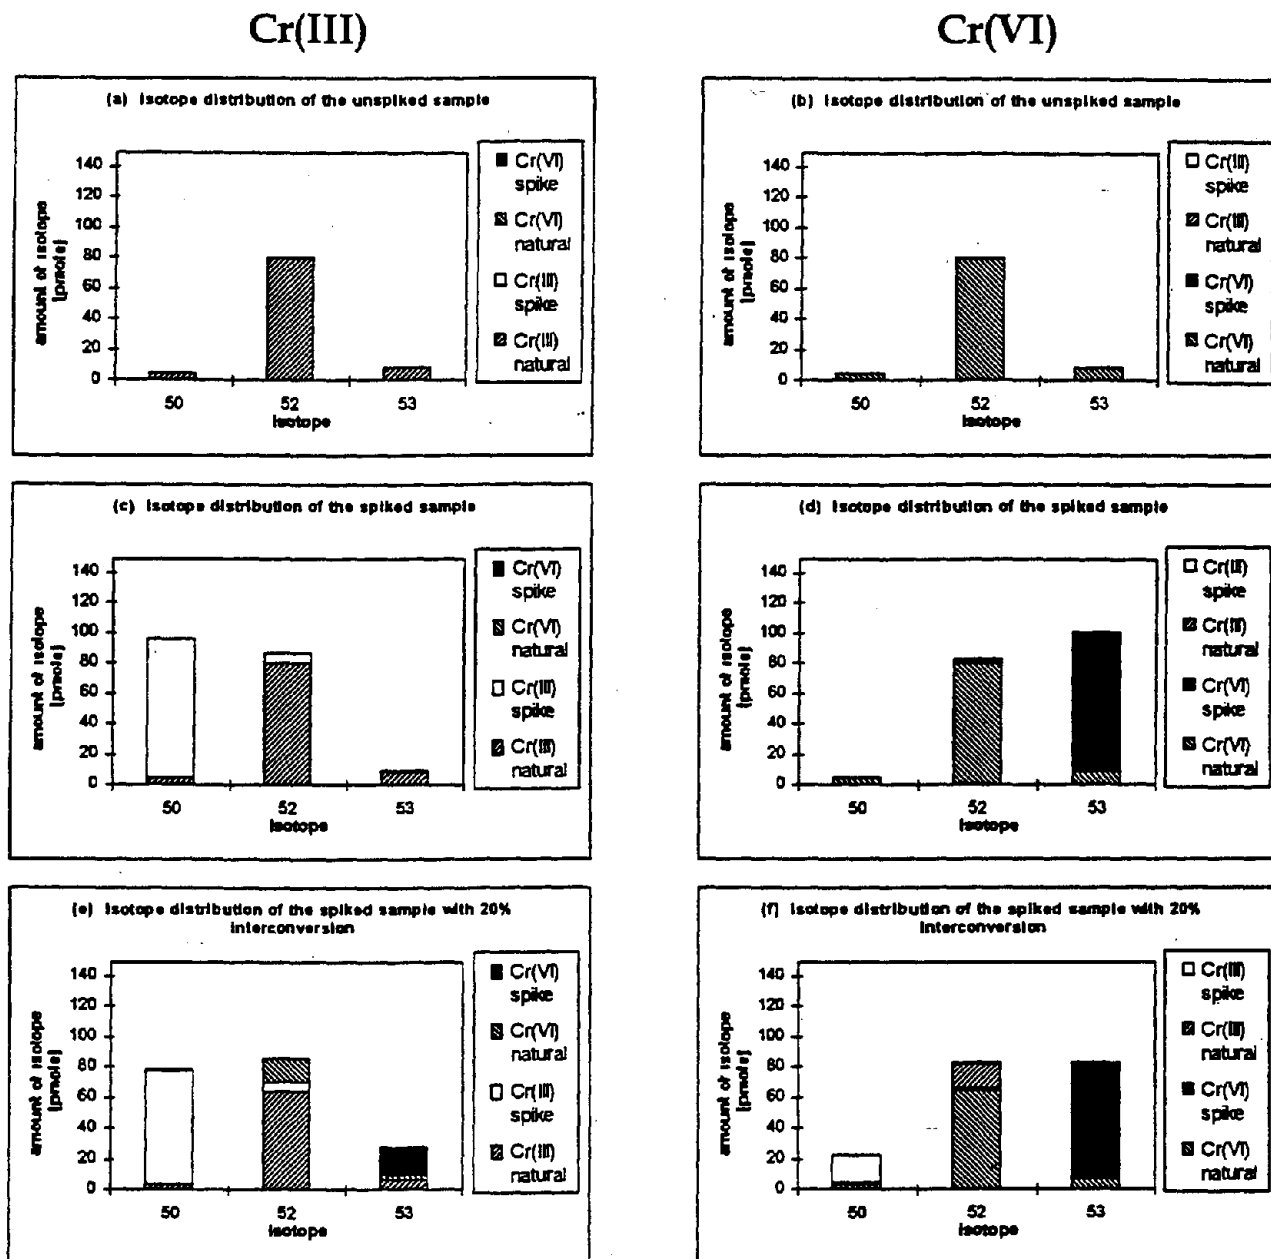 Cr(III)
Cr(VI)
(a) Isotope distribution of the unspiked sample
amount of isotope
[pmole]
140
120
100
80
60
40
20
0
50
52
53
Isotope
Cr(VI)
spike
Cr(VI)
natural
Cr(III)
spike
Cr(III)
natural
(b) Isotope distribution of the unspiked sample
amount of isotope
[pmole]
140
120
100
80
60
40
20
0
50
52
53
Isotope
Cr(III)
spike
Cr(III)
natural
Cr(VI)
spike
Cr(VI)
natural
(c) Isotope distribution of the spiked sample
amount of isotope
[pmole]
140
120
100
80
60
40
20
0
50
52
53
Isotope
Cr(VI)
spike
Cr(VI)
natural
Cr(III)
spike
Cr(III)
natural
(d) Isotope distribution of the spiked sample
amount of isotope
[pmole]
140
120
100
80
60
40
20
0
50
52
53
Isotope
Cr(III)
spike
Cr(III)
natural
Cr(VI)
spike
Cr(VI)
natural
(e) Isotope distribution of the spiked sample with 20%
interconversion
amount of isotope
[pmole]
140
120
100
80
60
40
20
0
50
52
53
Isotope
Cr(VI)
spike
Cr(VI)
natural
Cr(III)
spike
Cr(III)
natural
(f) Isotope distribution of the spiked sample with 20%
interconversion
amount of isotope
[pmole]
140
120
100
80
60
40
20
0
50
52
53
Isotope
Cr(III)
spike
Cr(III)
natural
Cr(VI)
spike
Cr(VI)
natural